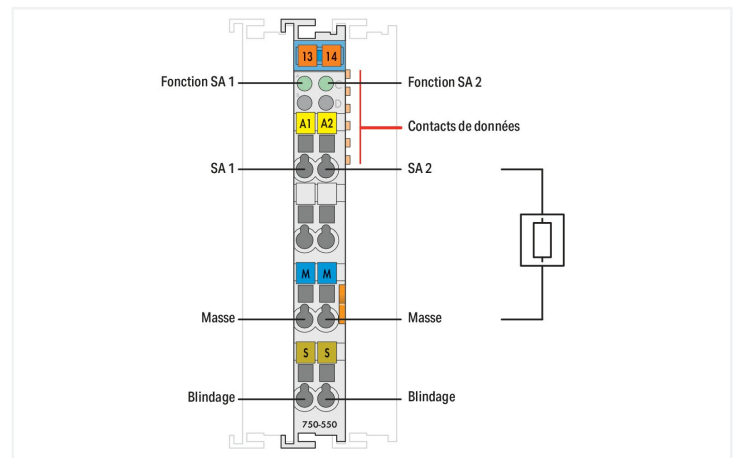 13 14
Fonction SA 1
Fonction SA 2
C
D
A1 A2
Contacts de données
SA 1
SA 2
M M
Masse
Masse
S S
Blindage
Blindage
750-550